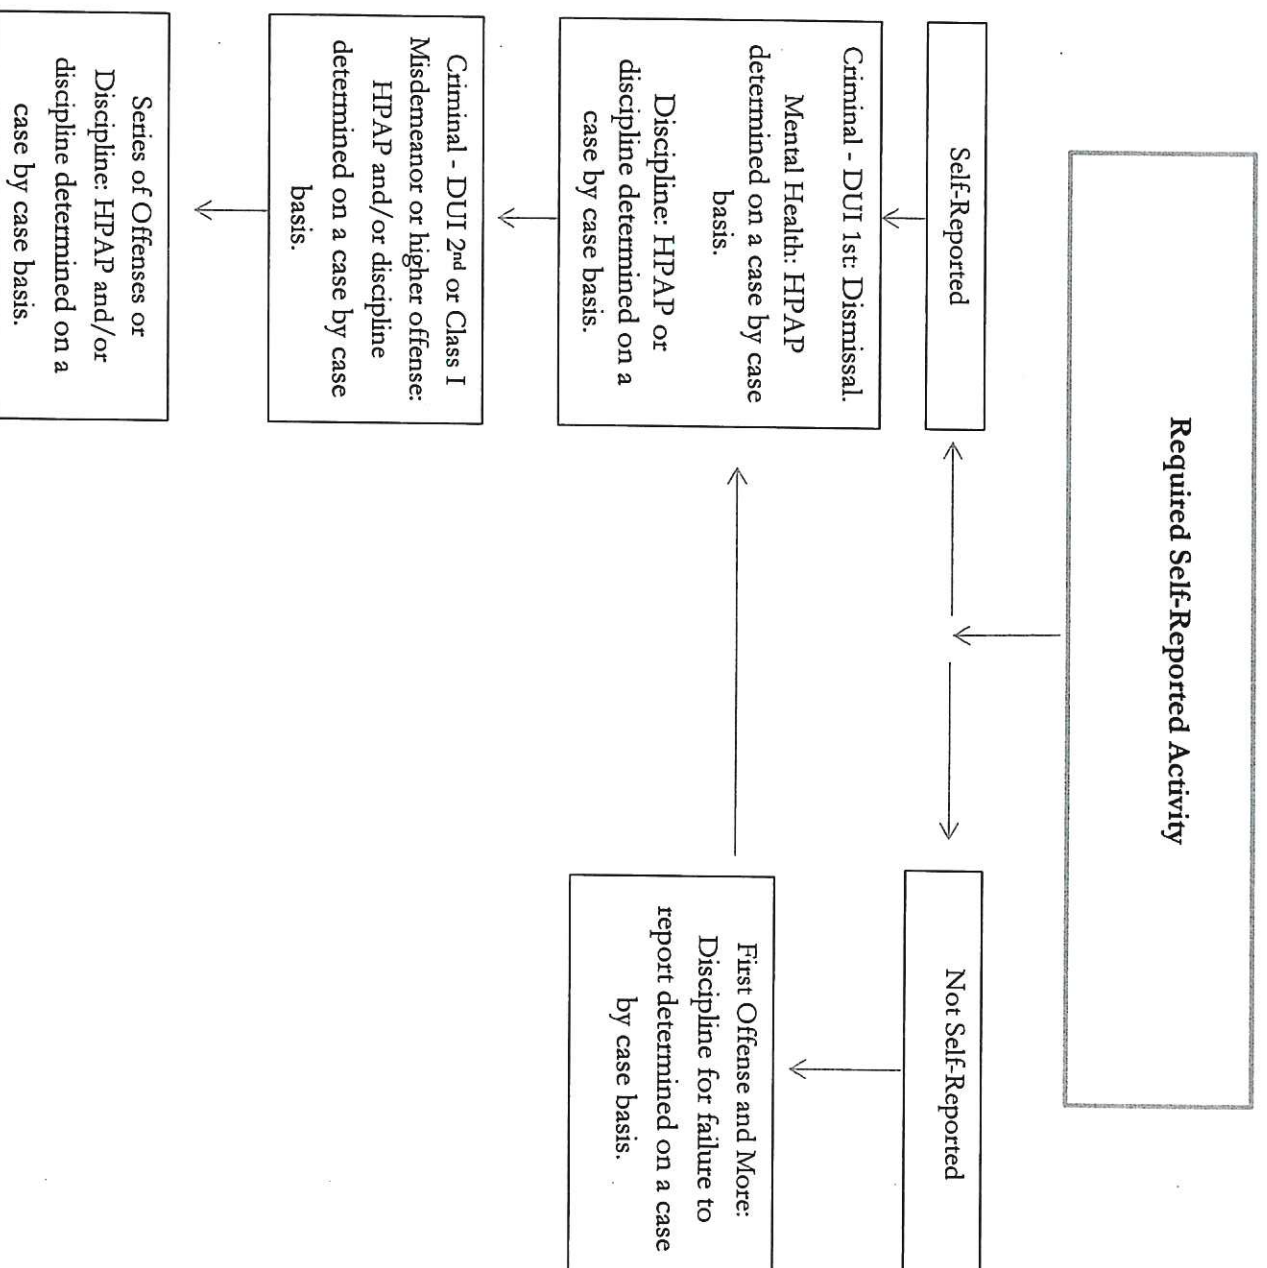 Required Self-Reported Activity
Self-Reported
Not Self-Reported
Criminal - DUI 1st: Dismissal.
Mental Health: HPAP
determined on a case by case
basis.
Discipline: HPAP or
discipline determined on a
case by case basis.
First Offense and More:
Discipline for failure to
report determined on a case
by case basis.
Criminal - DUI 2nd or Class I
Misdemeanor or higher offense:
HPAP and/or discipline
determined on a case by case
basis.
Series of Offenses or
Discipline: HPAP and/or
discipline determined on a
case by case basis.